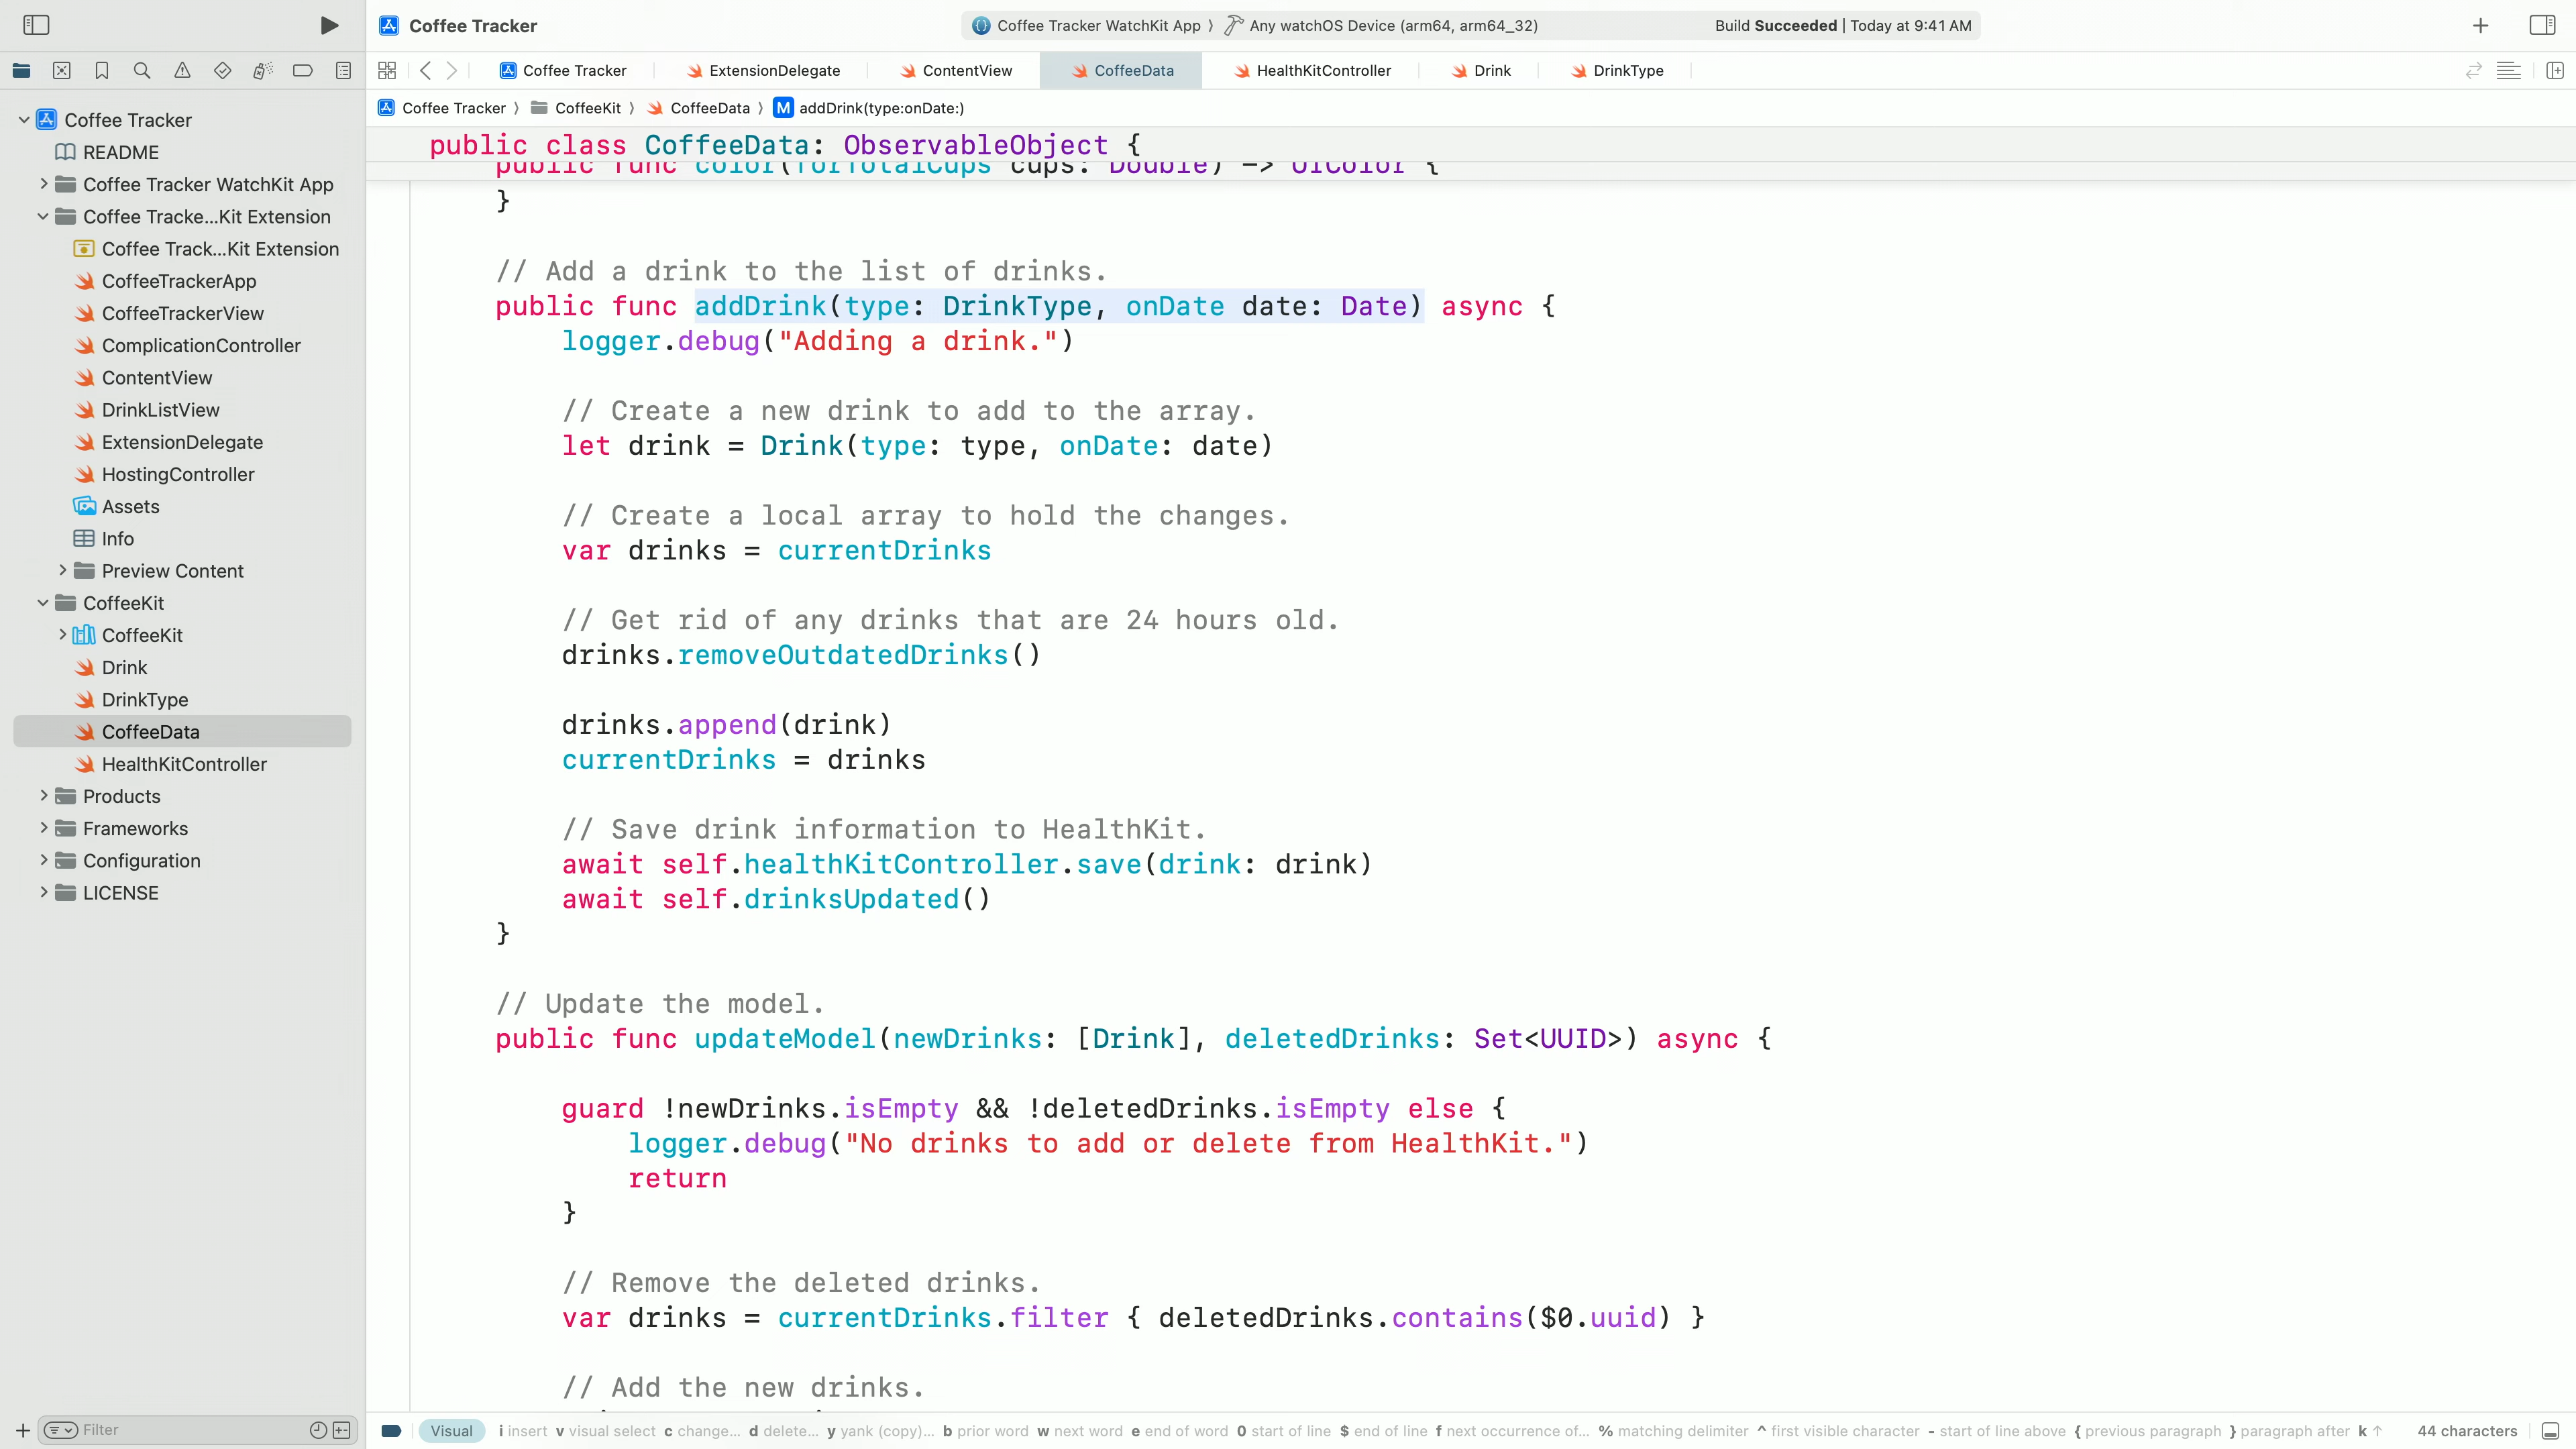 Coffee Tracker
Coffee Tracker WatchKit App
Any watchOS Device (arm64, arm64_32)
Build Succeeded | Today at 9:41 AM
Coffee Tracker
ExtensionDelegate
ContentView
CoffeeData
HealthKitController
Drink
DrinkType
Coffee Tracker
CoffeeKit
CoffeeData
M
addDrink(type:onDate:)
Coffee Tracker
README
Coffee Tracker WatchKit App
Coffee Tracke...Kit Extension
Coffee Track...Kit Extension
CoffeeTrackerApp
CoffeeTrackerView
ComplicationController
ContentView
DrinkListView
ExtensionDelegate
HostingController
Assets
Info
Preview Content
CoffeeKit
CoffeeKit
Drink
DrinkType
CoffeeData
HealthKitController
Products
Frameworks
Configuration
LICENSE
Filter
public class CoffeeData: ObservableObject {
public func color(forTotalCups cups: Double) -> UIColor {
}
// Add a drink to the list of drinks.
public func addDrink(type: DrinkType, onDate date: Date) async {
logger.debug("Adding a drink.")
// Create a new drink to add to the array.
let drink = Drink(type: type, onDate: date)
// Create a local array to hold the changes.
var drinks = currentDrinks
// Get rid of any drinks that are 24 hours old.
drinks.removeOutdatedDrinks()
drinks.append(drink)
currentDrinks = drinks
// Save drink information to HealthKit.
await self.healthKitController.save(drink: drink)
await self.drinksUpdated()
}
// Update the model.
public func updateModel(newDrinks: [Drink], deletedDrinks: Set<UUID>) async {
guard !newDrinks.isEmpty && !deletedDrinks.isEmpty else {
logger.debug("No drinks to add or delete from HealthKit.")
return
}
// Remove the deleted drinks.
var drinks = currentDrinks.filter { deletedDrinks.contains($0.uuid) }
// Add the new drinks.
Visual i insert v visual select c change... d delete... y yank (copy)... b prior word w next word e end of word 0 start of line $ end of line f next occurrence of... % matching delimiter ^ first visible character - start of line above { previous paragraph } paragraph after k ↑ 44 characters